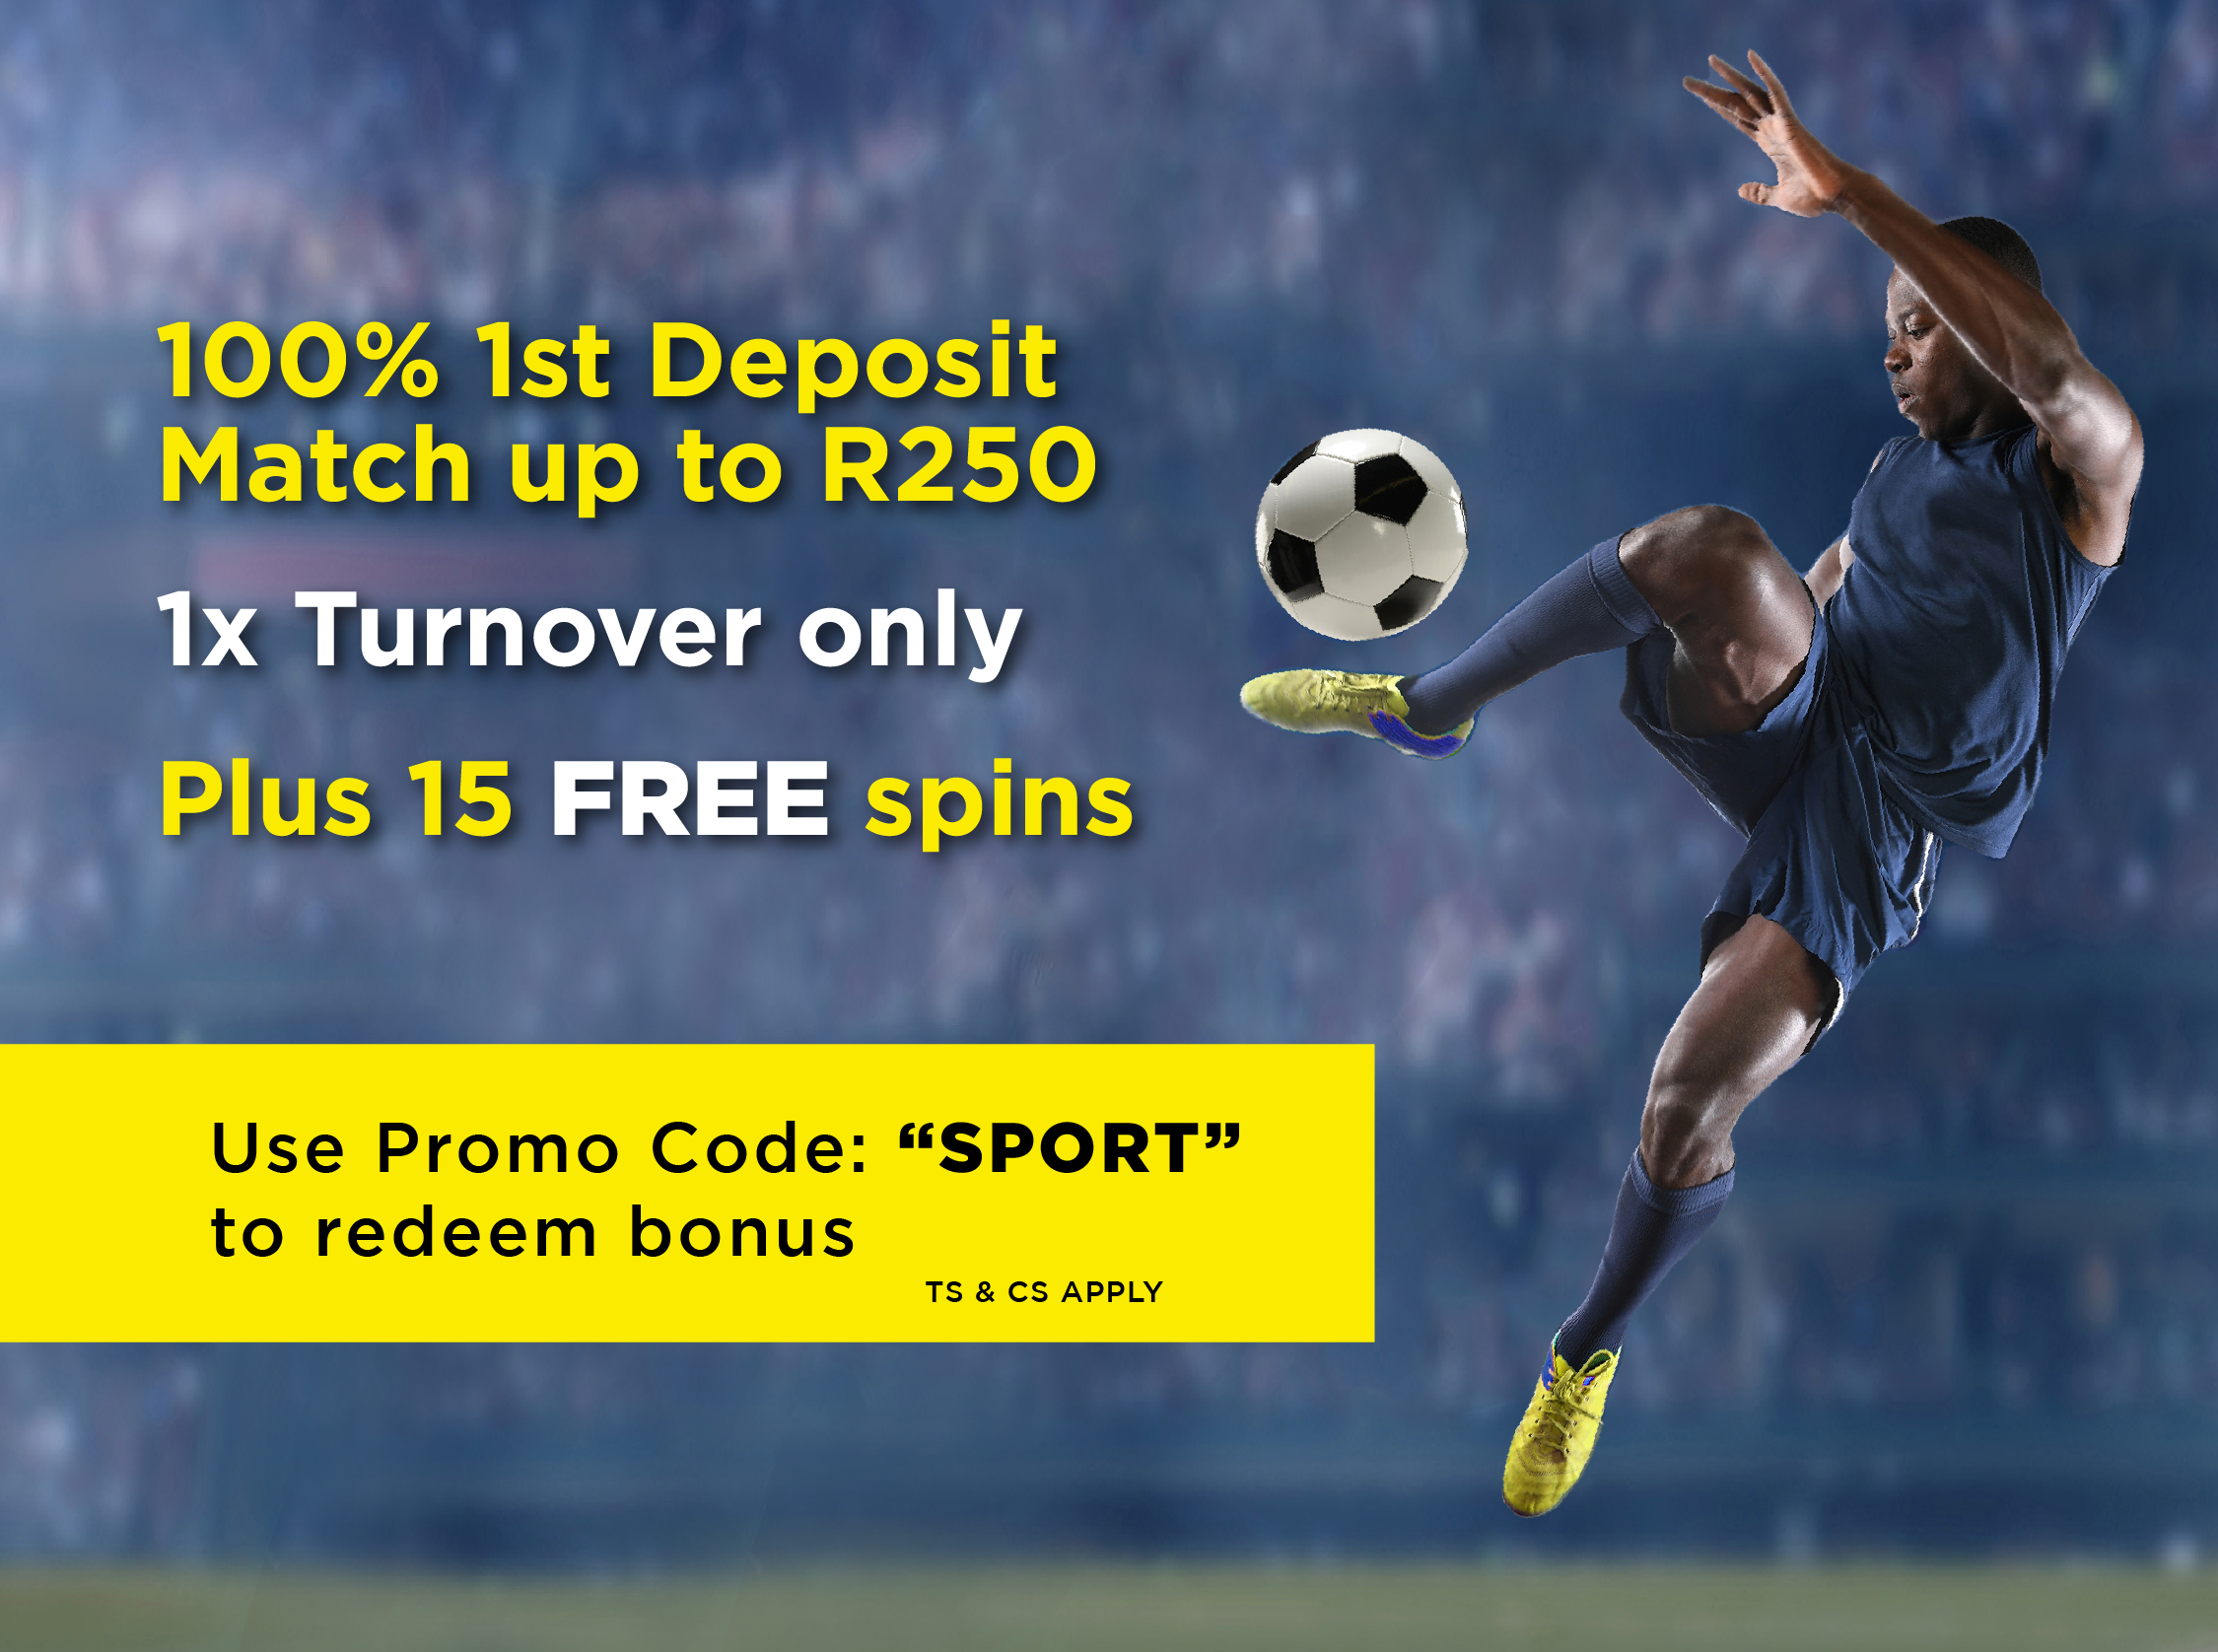 100% 1st Deposit
Match up to R250
1x Turnover only
Plus 15 FREE spins
Use Promo Code: “SPORT”
to redeem bonus
TS & CS APPLY